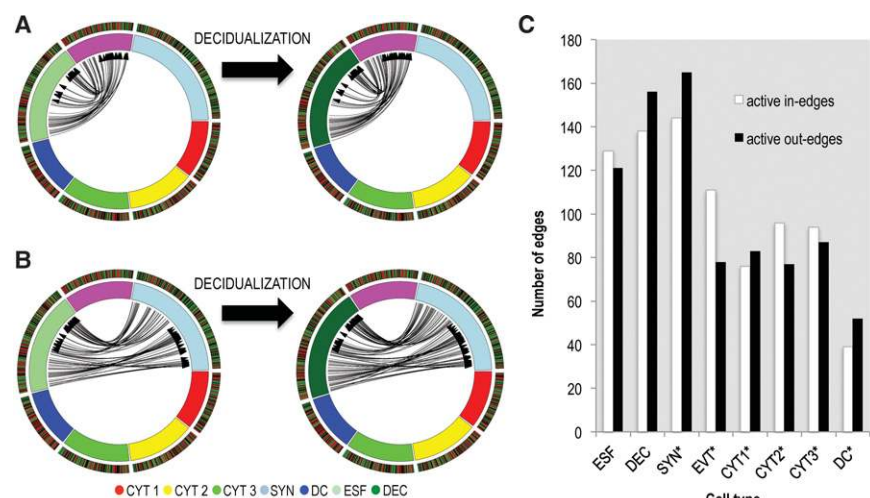 A
DECIDUALIZATION
B
DECIDUALIZATION
CYT 1 CYT 2 CYT 3 SYN DC ESF DEC
C
180
160
140
120
100
80
60
40
20
0
Number of edges
active in-edges
active out-edges
ESF
DEC
SYN*
EVT*
CYT1*
CYT2*
CYT3*
DC*
Cell type